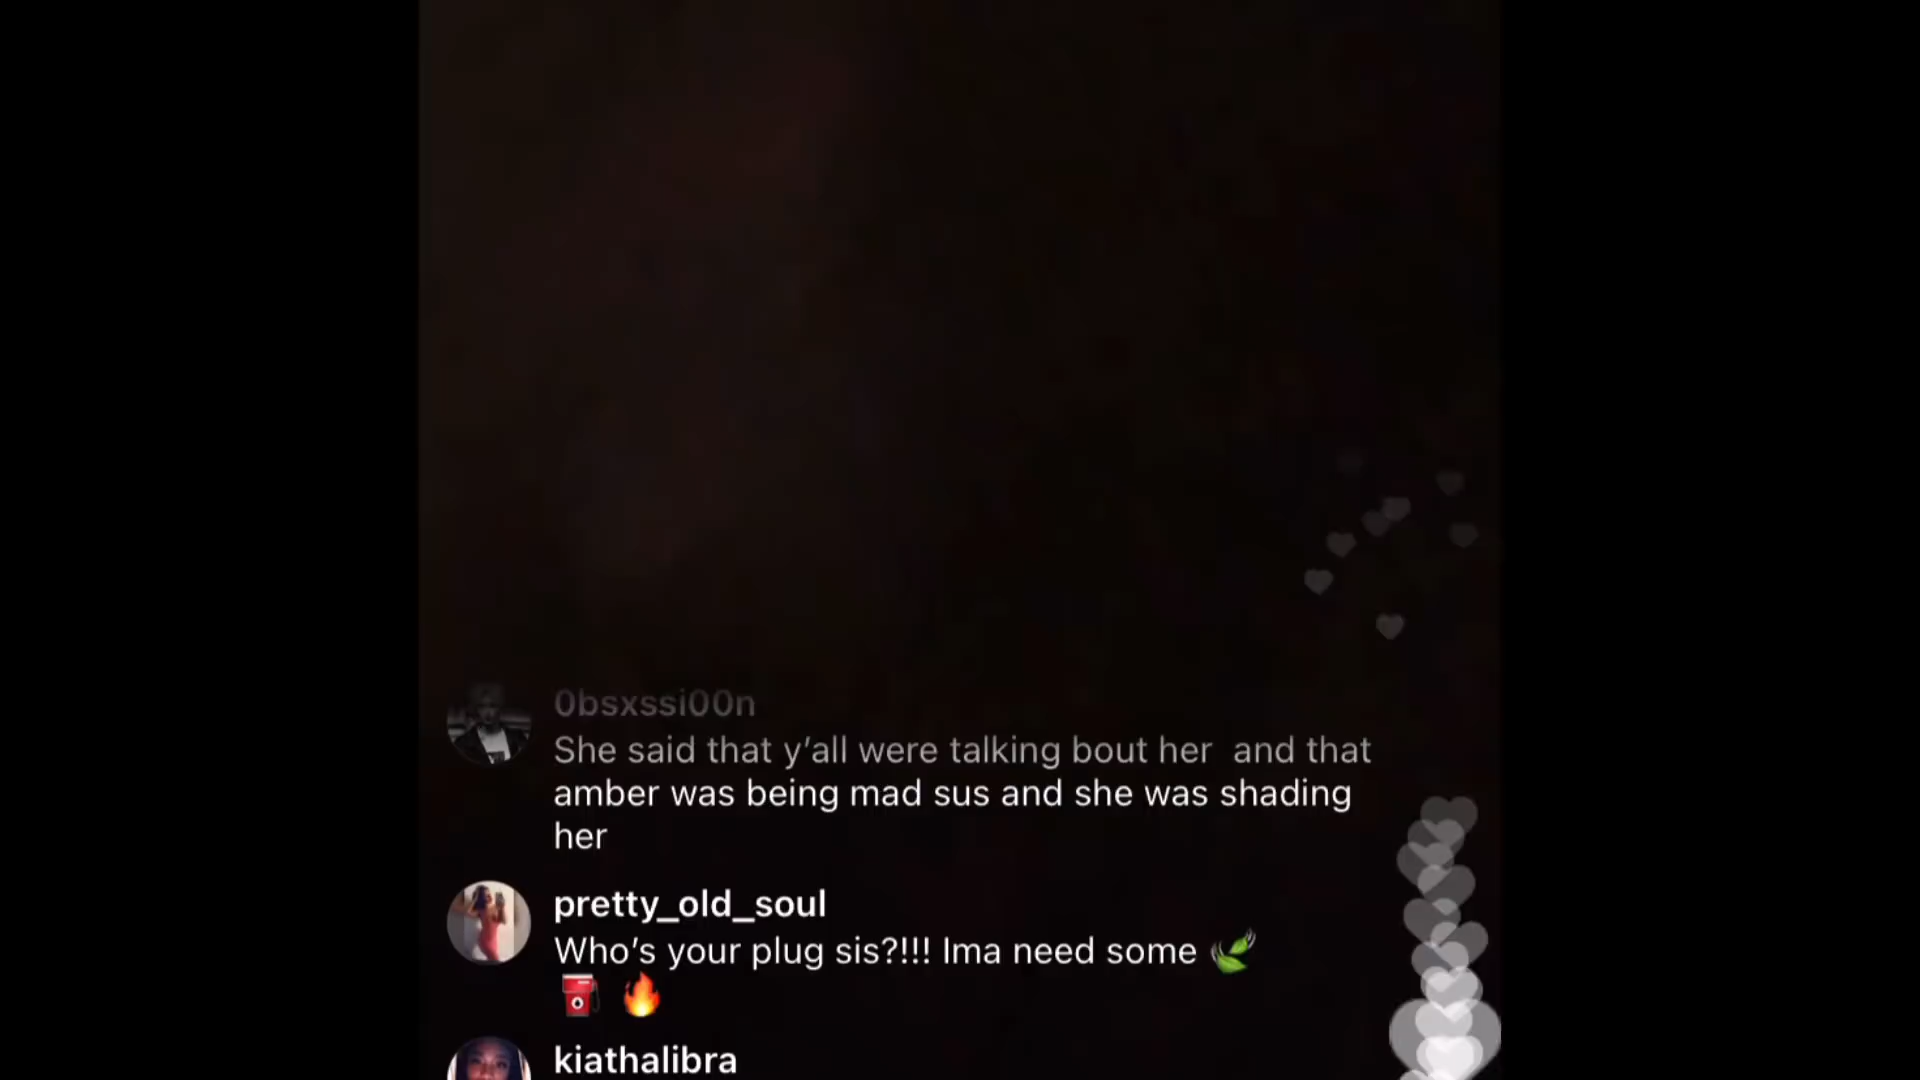 0bsxssi00n
She said that y’all were talking bout her  and that
amber was being mad sus and she was shading
her
pretty_old_soul
Who’s your plug sis?!!! Ima need some 🍃
⛽ 🔥
kiathalibra